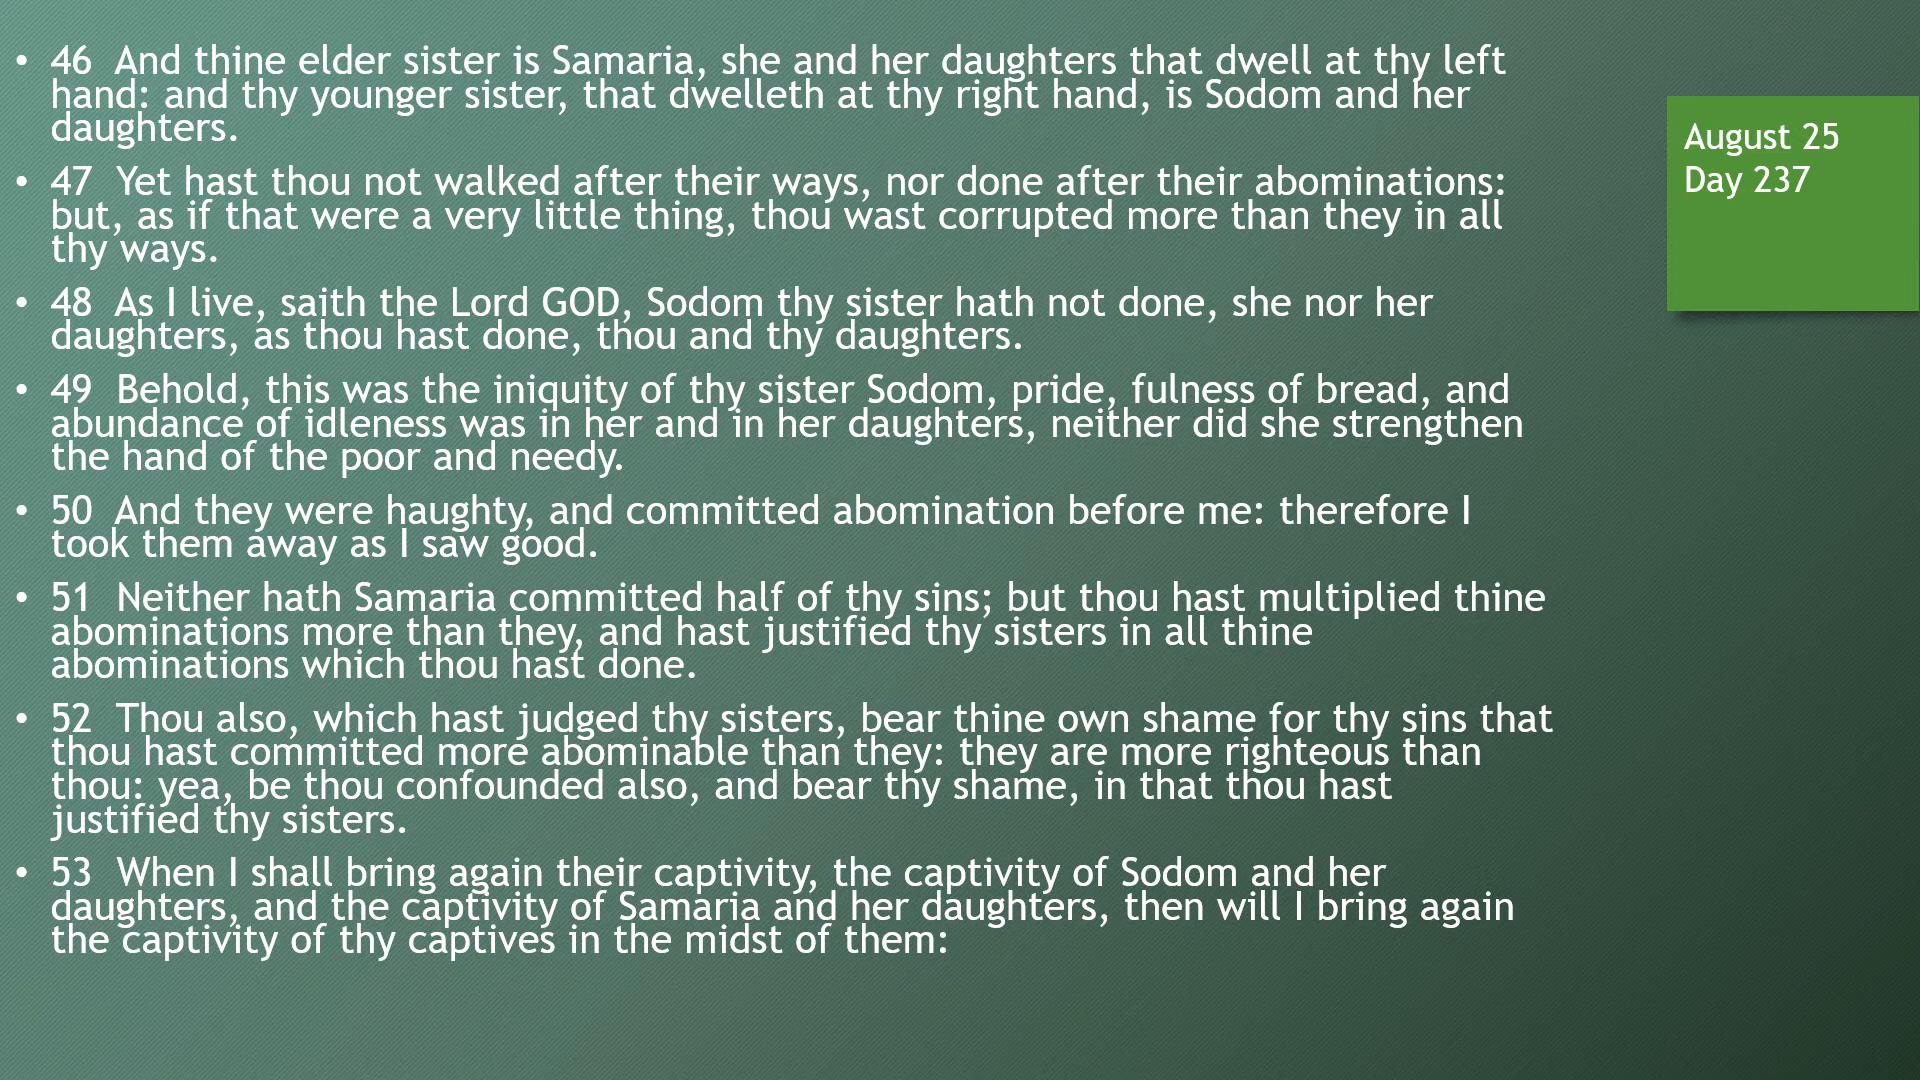 • 46  And thine elder sister is Samaria, she and her daughters that dwell at thy left
hand: and thy younger sister, that dwelleth at thy right hand, is Sodom and her
daughters.
• 47  Yet hast thou not walked after their ways, nor done after their abominations:
but, as if that were a very little thing, thou wast corrupted more than they in all
thy ways.
• 48  As I live, saith the Lord GOD, Sodom thy sister hath not done, she nor her
daughters, as thou hast done, thou and thy daughters.
• 49  Behold, this was the iniquity of thy sister Sodom, pride, fulness of bread, and
abundance of idleness was in her and in her daughters, neither did she strengthen
the hand of the poor and needy.
• 50  And they were haughty, and committed abomination before me: therefore I
took them away as I saw good.
• 51  Neither hath Samaria committed half of thy sins; but thou hast multiplied thine
abominations more than they, and hast justified thy sisters in all thine
abominations which thou hast done.
• 52  Thou also, which hast judged thy sisters, bear thine own shame for thy sins that
thou hast committed more abominable than they: they are more righteous than
thou: yea, be thou confounded also, and bear thy shame, in that thou hast
justified thy sisters.
• 53  When I shall bring again their captivity, the captivity of Sodom and her
daughters, and the captivity of Samaria and her daughters, then will I bring again
the captivity of thy captives in the midst of them:
August 25
Day 237